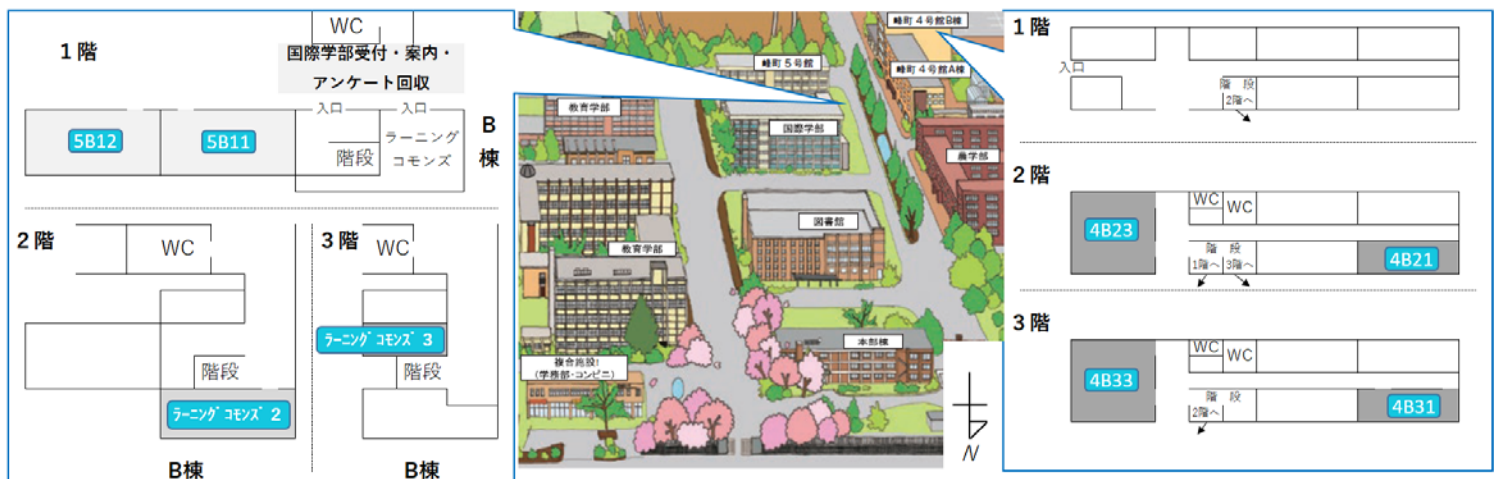 1階
WC
国際学部受付・案内・
アンケート回収
入口
入口
5B12
5B11
階段
ラーニング
コモンズ
B
棟
2階
WC
階段
ラーニングコモンズ 2
B棟
3階
WC
ラーニングコモンズ 3
階段
B棟
峰町4号館B棟
峰町5号館
峰町4号館A棟
教育学部
国際学部
農学部
図書館
教育学部
本部棟
複合施設!
(学務部・コンビニ)
N
1階
入口
階 段
2階へ
2階
WC
WC
4B23
階 段
1階へ
3階へ
4B21
3階
WC
WC
4B33
階 段
2階へ
4B31